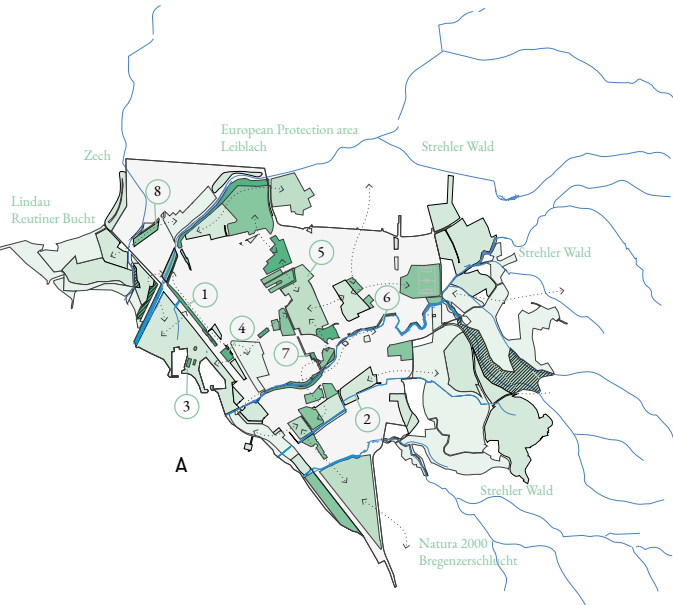 European Protection area
Leiblach
Strehler Wald
Zech
8
Lindau
Reutiner Bucht
5
Strehler Wald
1
6
4
7
3
2
A
Strehler Wald
Natura 2000
Bregenzerschlucht